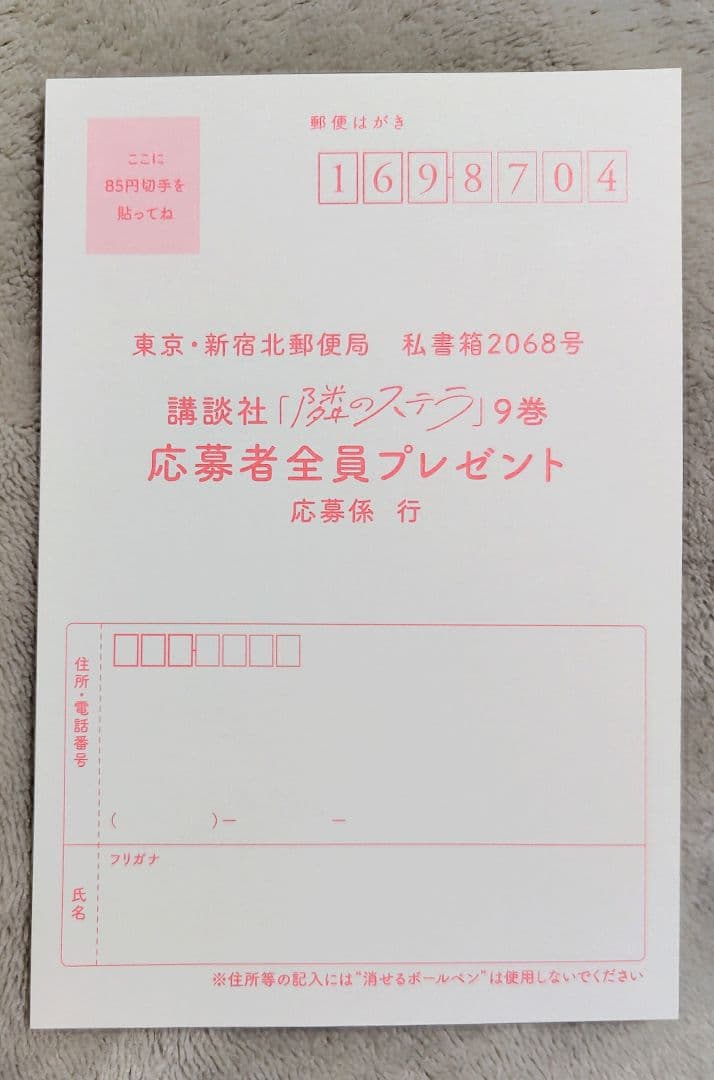 郵便はがき
ここに
85円切手を
貼ってね
169-8704
東京・新宿北郵便局 私書箱2068号
講談社「隣のステラ」9巻
応募者全員プレゼント
応募係 行
住所・電話番号
( )− −
フリガナ
氏名
※住所等の記入には“消せるボールペン”は使用しないでください